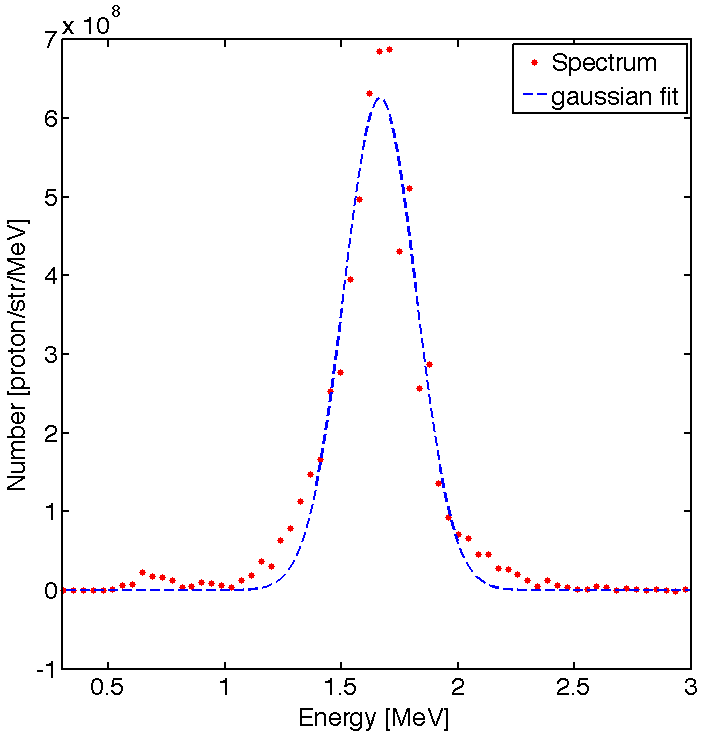 x 10^8
7
6
5
4
3
2
1
0
-1
0.5 1 1.5 2 2.5 3
Number [proton/str/MeV]
Energy [MeV]
Spectrum
gaussian fit